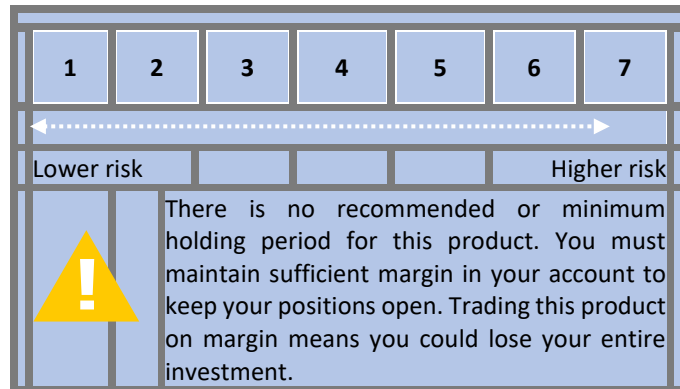 1 2 3 4 5 6 7
Lower risk Higher risk
There is no recommended or minimum
holding period for this product. You must
maintain sufficient margin in your account to
keep your positions open. Trading this product
on margin means you could lose your entire
investment.